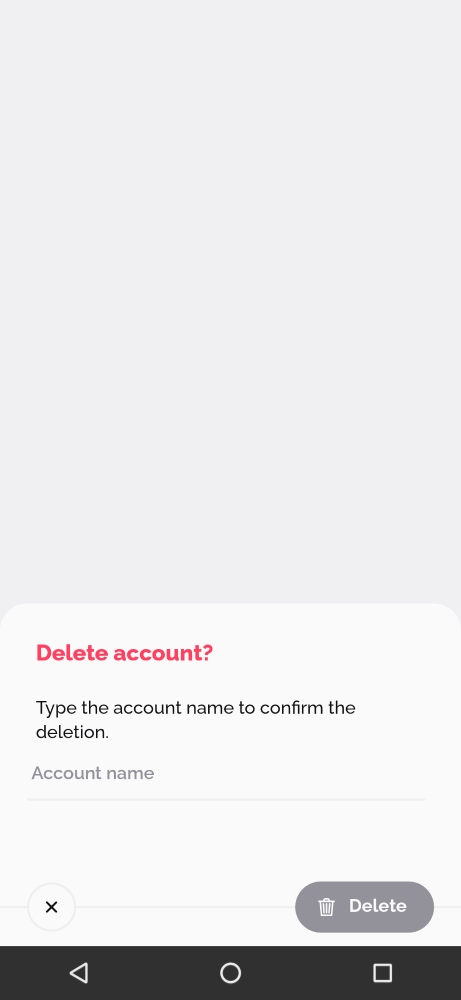 Delete account?
Type the account name to confirm the
deletion.
Account name
Delete